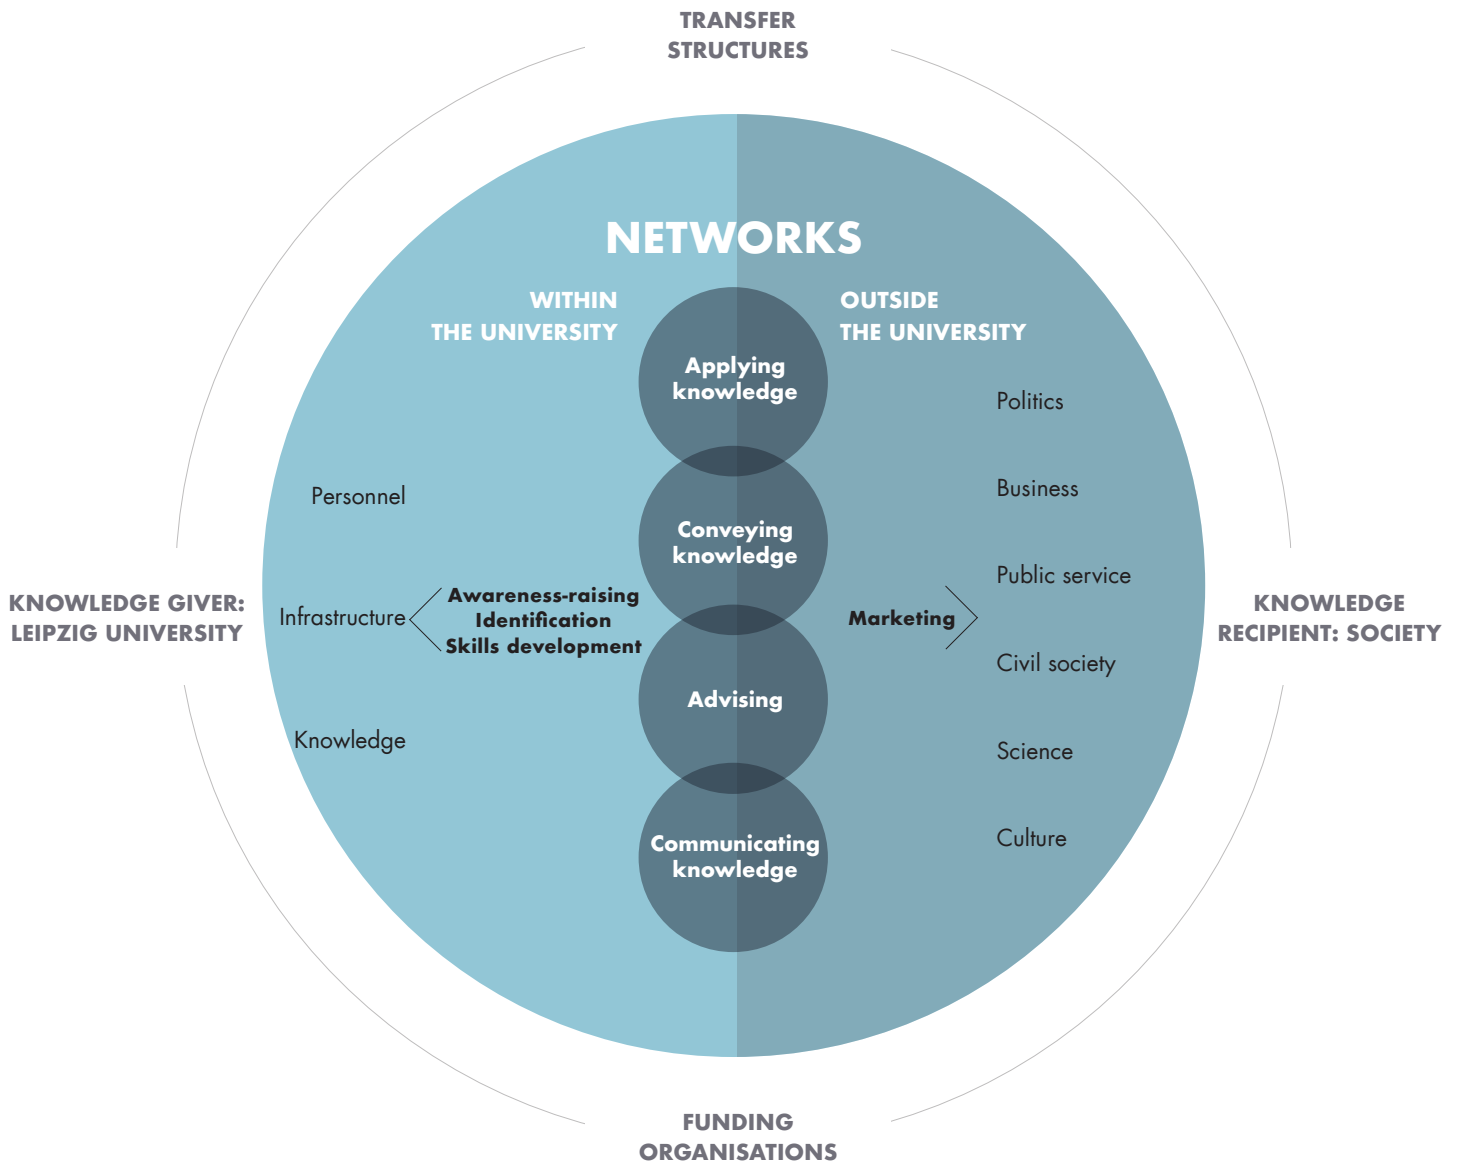 TRANSFER
STRUCTURES
NETWORKS
WITHIN
THE UNIVERSITY
OUTSIDE
THE UNIVERSITY
Applying
knowledge
Conveying
knowledge
Advising
Communicating
knowledge
Personnel
Infrastructure
Knowledge
Awareness-raising
Identification
Skills development
Marketing
Politics
Business
Public service
Civil society
Science
Culture
KNOWLEDGE GIVER:
LEIPZIG UNIVERSITY
KNOWLEDGE
RECIPIENT: SOCIETY
FUNDING
ORGANISATIONS